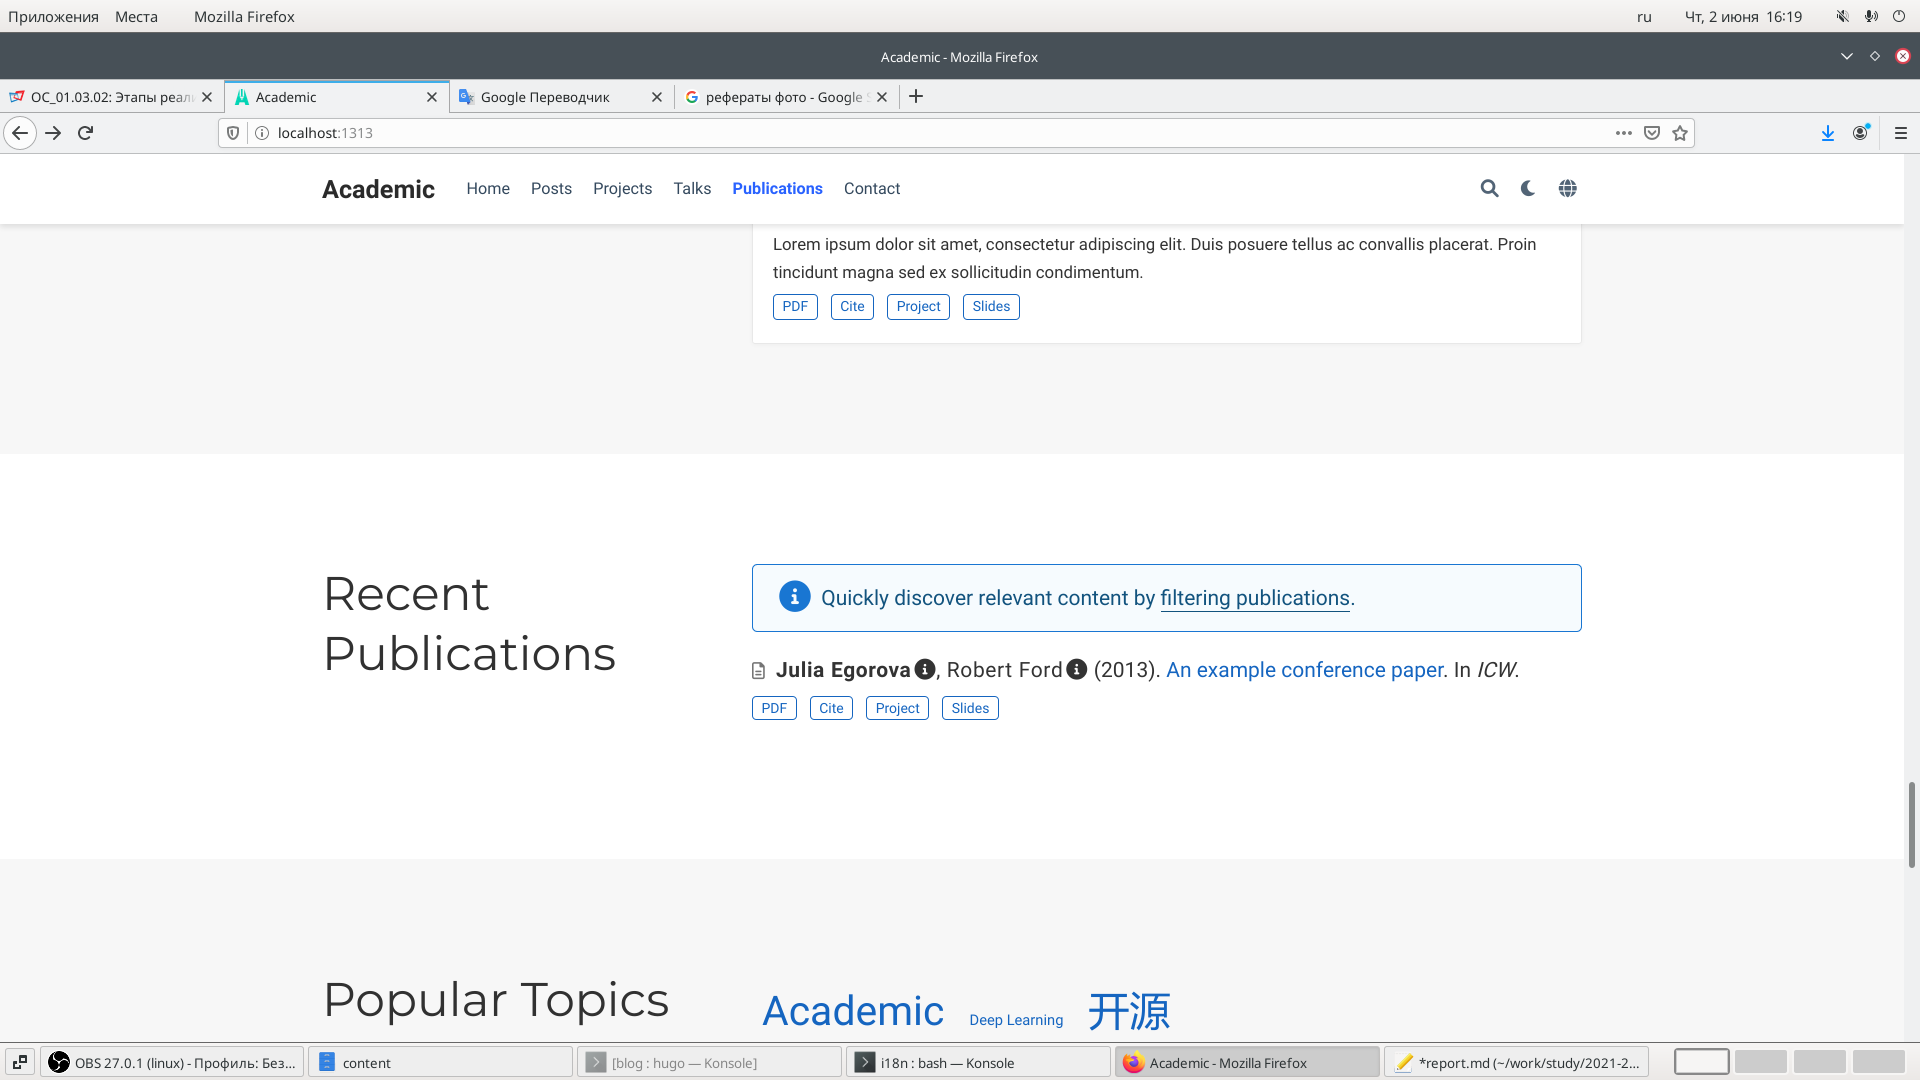 Приложения Места Mozilla Firefox ru Чт, 2 июня 16:19
Academic - Mozilla Firefox
ОС_01.03.02: Этапы реал Academic Google Переводчик рефераты фото - Google
localhost:1313
Academic Home Posts Projects Talks Publications Contact
Lorem ipsum dolor sit amet, consectetur adipiscing elit. Duis posuere tellus ac convallis placerat. Proin
tincidunt magna sed ex sollicitudin condimentum.
PDF Cite Project Slides
Recent
Publications
Quickly discover relevant content by filtering publications.
Julia Egorova, Robert Ford (2013). An example conference paper. In ICW.
PDF Cite Project Slides
Popular Topics
Academic Deep Learning 开源
OBS 27.0.1 (linux) - Профиль: Без... content [blog : hugo — Konsole] i18n : bash — Konsole Academic - Mozilla Firefox *report.md (~/work/study/2021-2...